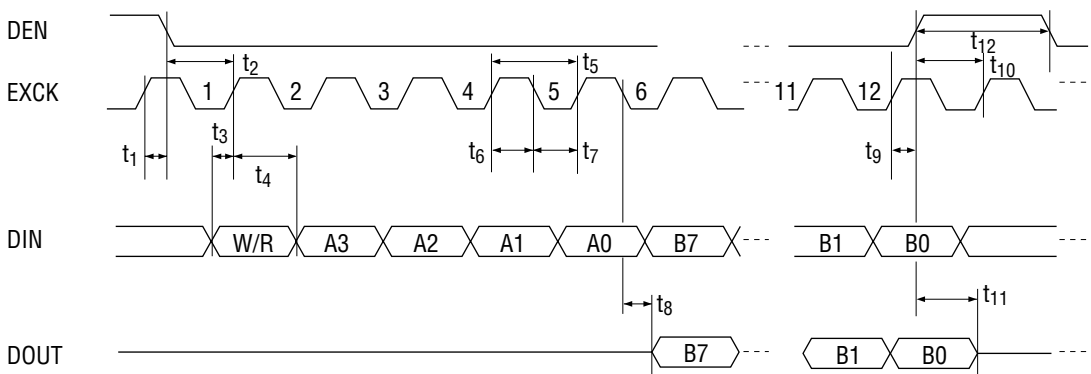 DEN
t2 t5 t12
EXCK 1 2 3 4 5 6 11 12 t10
t1 t3 t4 t6 t7 t9
DIN W/R A3 A2 A1 A0 B7 B1 B0
t8 t11
DOUT B7 B1 B0